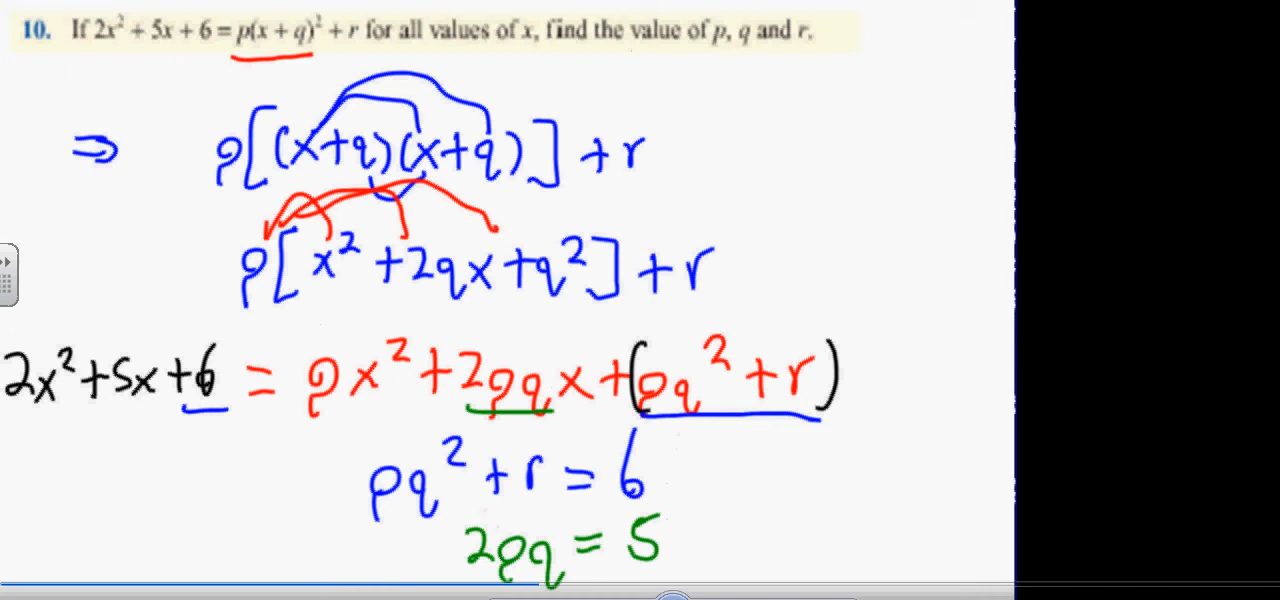 10. If 2x² + 5x + 6 = p(x + q)² + r for all values of x, find the value of p, q and r.
⇒ p[(x+q)(x+q)] + r
p[x² + 2qx + q²] + r
2x² + 5x + 6 = px² + 2pqx + (pq² + r)
pq² + r = 6
2pq = 5